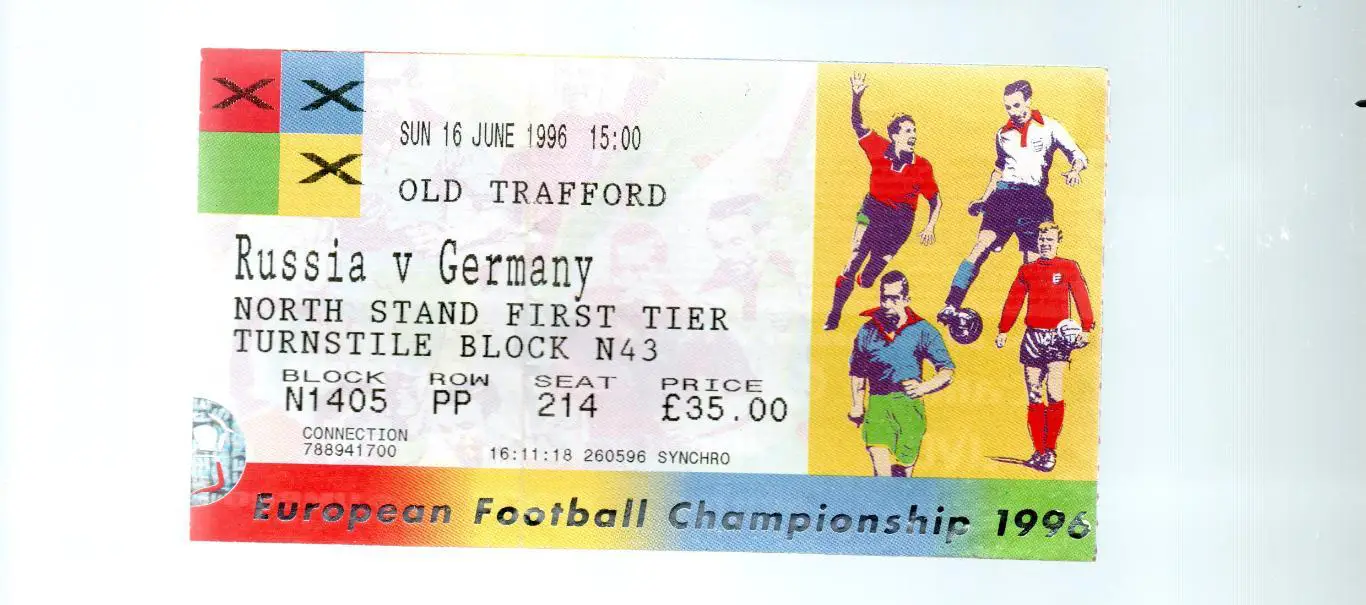 SUN 16 JUNE 1996 15:00
OLD TRAFFORD
Russia v Germany
NORTH STAND FIRST TIER
TURNSTILE BLOCK N43
BLOCK ROW SEAT PRICE
N1405 PP 214 £35.00
CONNECTION
788941700 16:11:18 260596 SYNCHRO
European Football Championship 1996